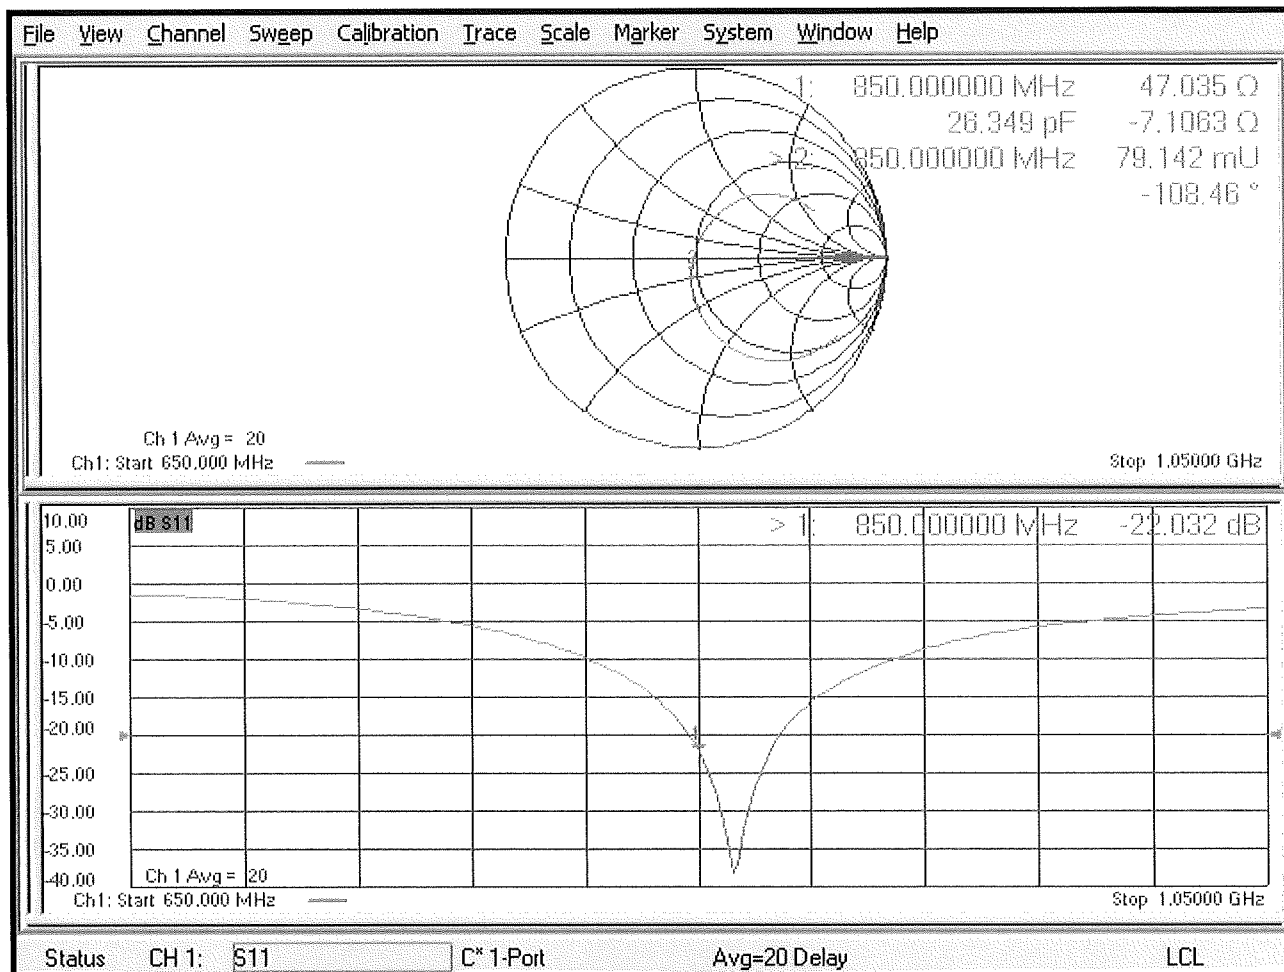 File View Channel Sweep Calibration Trace Scale Marker System Window Help
1: 850.000000 MHz 47.035 Ω
26.349 pF -7.1063 Ω
> 2: 850.000000 MHz 79.142 mU
-108.46 °
Ch 1 Avg = 20
Ch1: Start 650.000 MHz Stop 1.05000 GHz
10.00 dB S11 > 1: 850.000000 MHz -22.032 dB
5.00
0.00
-5.00
-10.00
-15.00
-20.00
1
-25.00
-30.00
-35.00
-40.00 Ch 1 Avg = 20
Ch1: Start 650.000 MHz Stop 1.05000 GHz
Status CH 1: S11 C* 1-Port Avg=20 Delay LCL